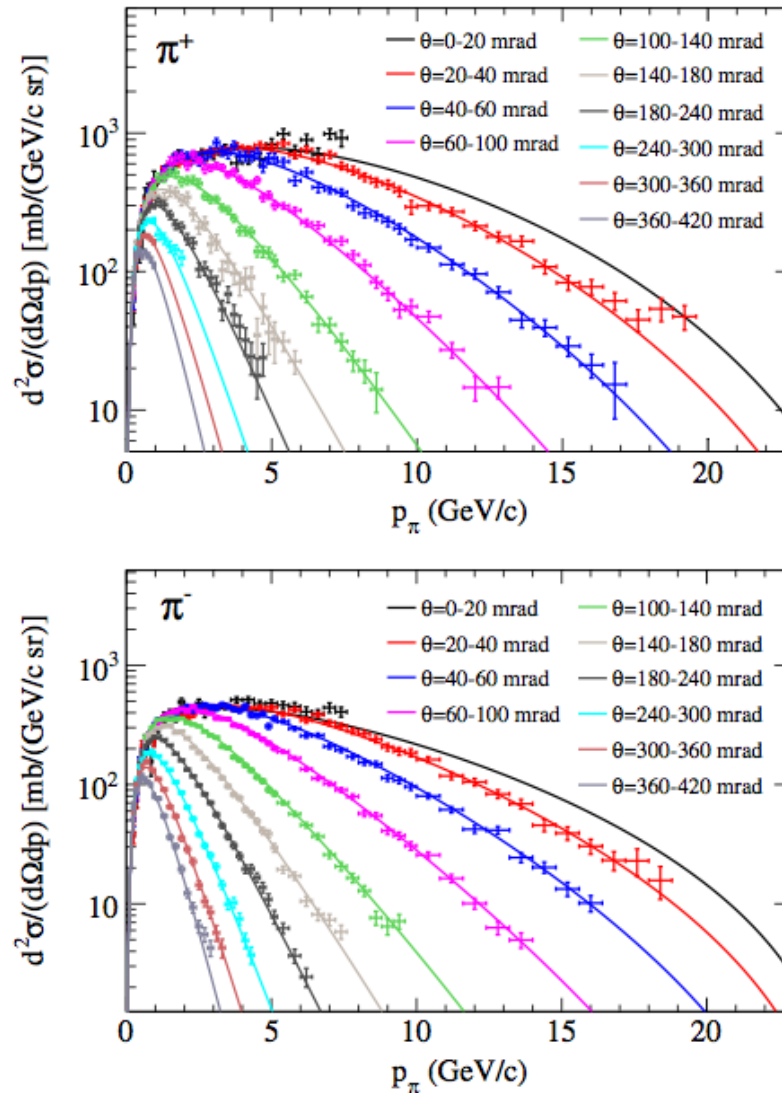 π⁺
θ=0-20 mrad
θ=20-40 mrad
θ=40-60 mrad
θ=60-100 mrad
θ=100-140 mrad
θ=140-180 mrad
θ=180-240 mrad
θ=240-300 mrad
θ=300-360 mrad
θ=360-420 mrad
d²σ/(dΩdp) [mb/(GeV/c sr)]
10³
10²
10
0 5 10 15 20
p_π (GeV/c)
π⁻
θ=0-20 mrad
θ=20-40 mrad
θ=40-60 mrad
θ=60-100 mrad
θ=100-140 mrad
θ=140-180 mrad
θ=180-240 mrad
θ=240-300 mrad
θ=300-360 mrad
θ=360-420 mrad
d²σ/(dΩdp) [mb/(GeV/c sr)]
10³
10²
10
0 5 10 15 20
p_π (GeV/c)